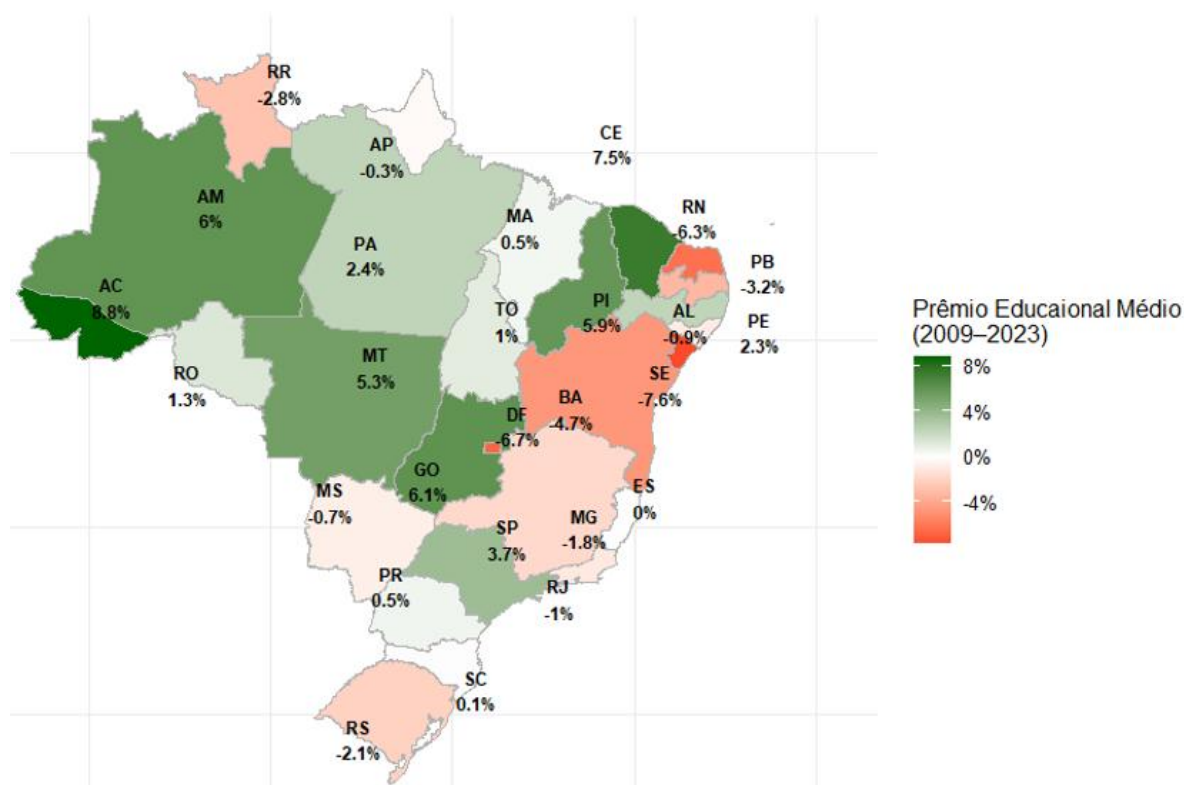 RR
-2.8%
AP
-0.3%
CE
7.5%
AM
6%
MA
0.5%
RN
-6.3%
PA
2.4%
PB
-3.2%
AC
8.8%
TO
1%
PI
5.9%
AL
-0.9%
PE
2.3%
RO
1.3%
MT
5.3%
SE
-7.6%
BA
-4.7%
DF
-6.7%
GO
6.1%
MS
-0.7%
ES
0%
SP
3.7%
MG
-1.8%
PR
0.5%
RJ
-1%
SC
0.1%
RS
-2.1%
Prêmio Educaional Médio
(2009–2023)
8%
4%
0%
-4%